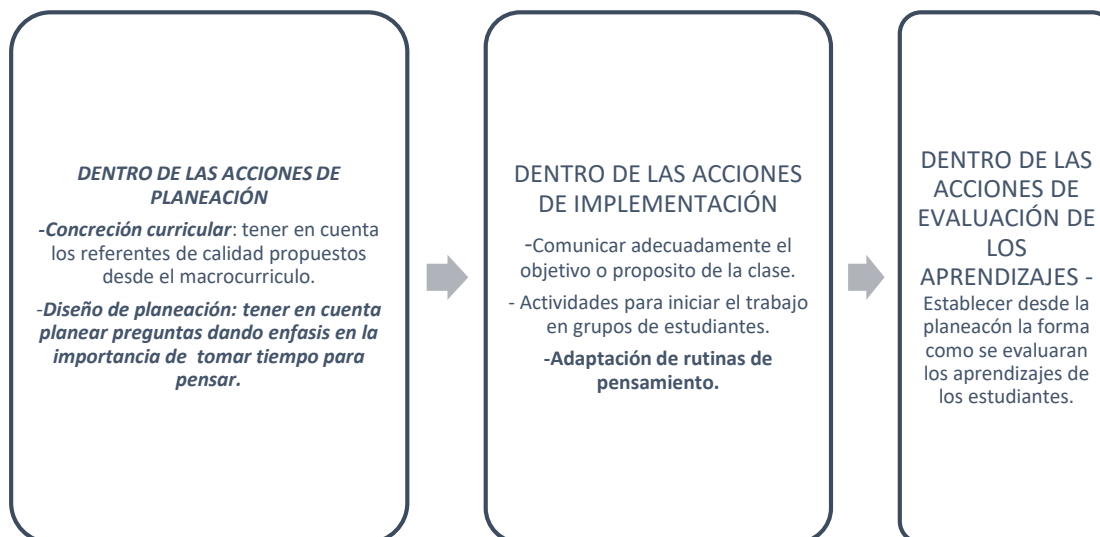 DENTRO DE LAS ACCIONES DE
PLANEACIÓN
-Concreción curricular: tener en cuenta
los referentes de calidad propuestos
desde el macrocurriculo.
-Diseño de planeación: tener en cuenta
planear preguntas dando enfasis en la
importancia de tomar tiempo para
pensar.
DENTRO DE LAS ACCIONES
DE IMPLEMENTACIÓN
-Comunicar adecuadamente el
objetivo o proposito de la clase.
- Actividades para iniciar el trabajo
en grupos de estudiantes.
-Adaptación de rutinas de
pensamiento.
DENTRO DE LAS
ACCIONES DE
EVALUACIÓN DE
LOS
APRENDIZAJES -
Establecer desde la
planeacón la forma
como se evaluaran
los aprendizajes de
los estudiantes.